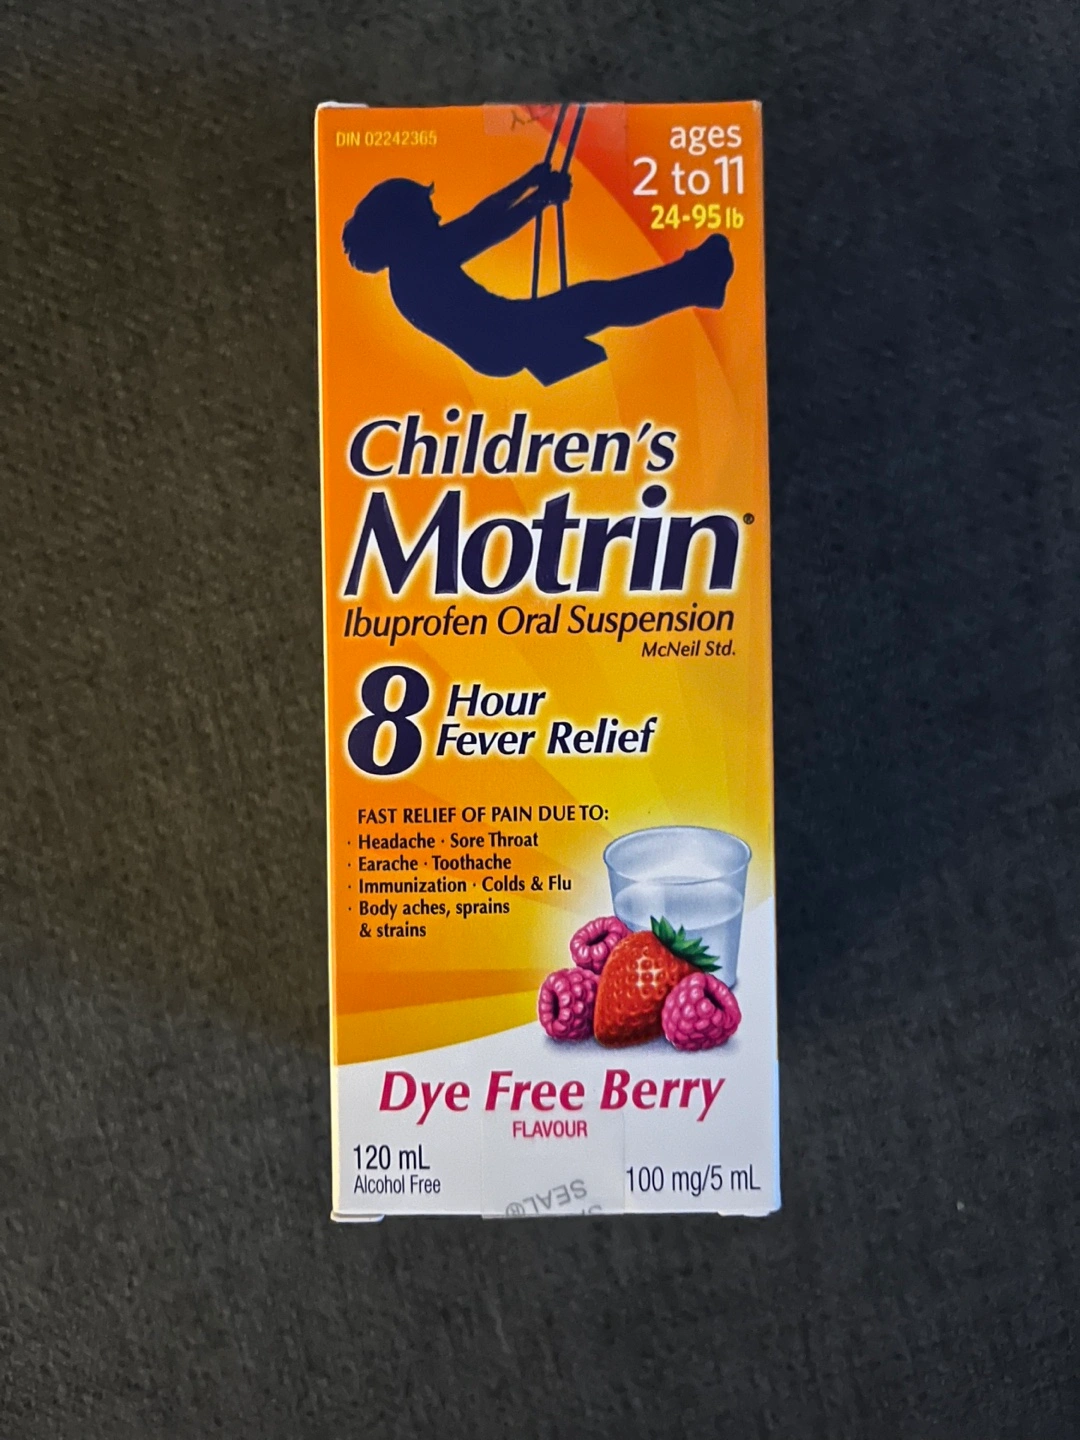 DIN 02242365
ages
2 to 11
24-95 lb
Children's
Motrin®
Ibuprofen Oral Suspension
McNeil Std.
8 Hour
Fever Relief
FAST RELIEF OF PAIN DUE TO:
· Headache · Sore Throat
· Earache · Toothache
· Immunization · Colds & Flu
· Body aches, sprains
& strains
Dye Free Berry
FLAVOUR
120 mL
Alcohol Free
100 mg/5 mL
SEAL®